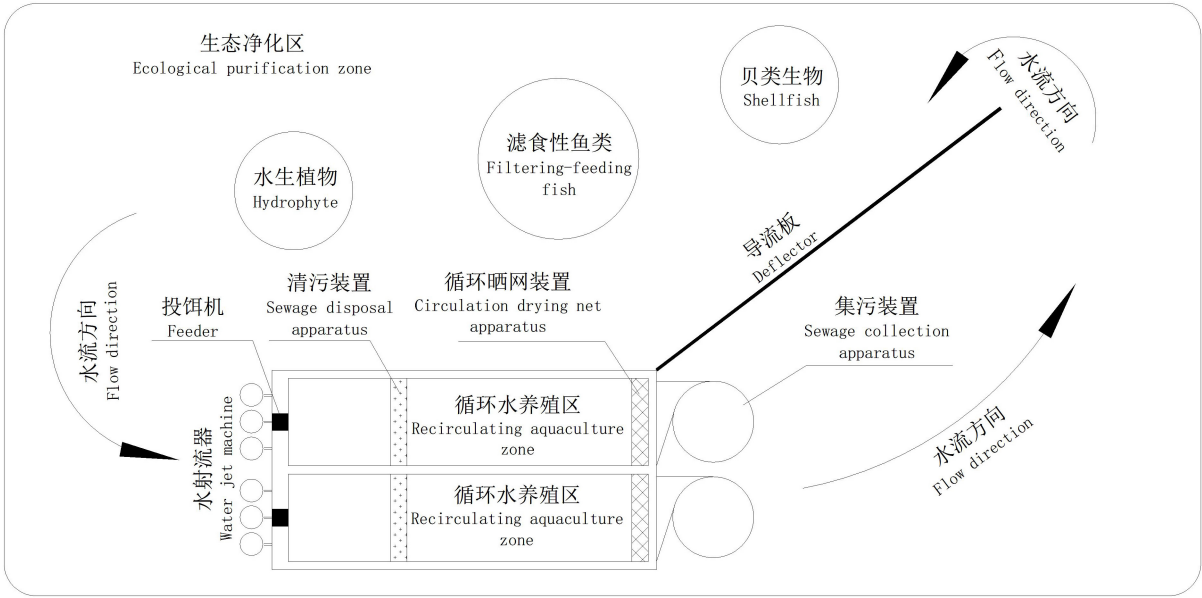 生态净化区
Ecological purification zone
贝类生物
Shellfish
水流方向
Flow direction
滤食性鱼类
Filtering-feeding
fish
水生植物
Hydrophyte
导流板
Deflector
水流方向
Flow direction
投饵机
Feeder
清污装置
Sewage disposal
apparatus
循环晒网装置
Circulation drying net
apparatus
集污装置
Sewage collection
apparatus
水射流器
Water jet machine
循环水养殖区
Recirculating aquaculture
zone
循环水养殖区
Recirculating aquaculture
zone
水流方向
Flow direction